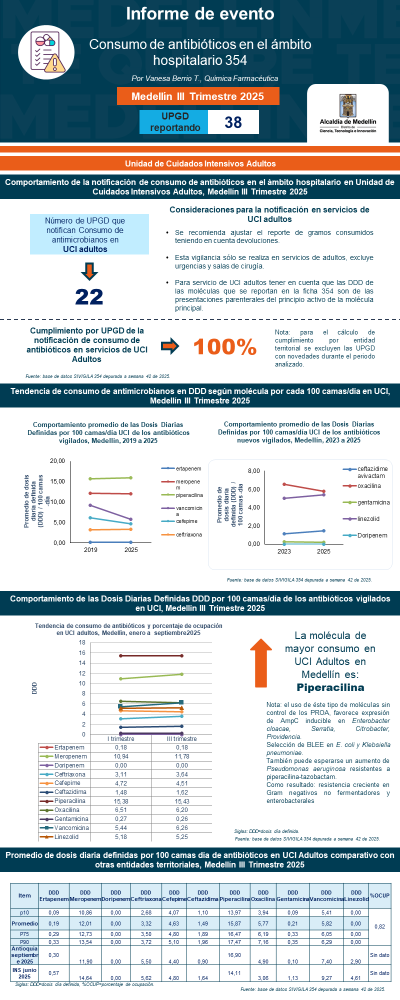 Informe de evento
Consumo de antibióticos en el ámbito
hospitalario 354
Por Vanesa Berrio T., Química Farmacéutica
Medellín III Trimestre 2025
UPGD
reportando
38
Alcaldía de Medellín
Ciencia, Tecnología e Innovación
Unidad de Cuidados Intensivos Adultos
Comportamiento de la notificación de consumo de antibióticos en el ámbito hospitalario en Unidad de
Cuidados Intensivos Adultos, Medellín III Trimestre 2025
Número de UPGD que
notifican Consumo de
antimicrobianos en
UCI adultos
22
Consideraciones para la notificación en servicios de
UCI adultos
• Se recomienda ajustar el reporte de gramos consumidos
teniendo en cuenta devoluciones.
• Esta vigilancia sólo se realiza en servicios de adultos, excluye
urgencias y salas de cirugía.
• Para servicio de UCI adultos tener en cuenta que las DDD de
las moléculas que se reportan en la ficha 354 son de las
presentaciones parenterales del principio activo de la molécula
principal
Cumplimiento por UPGD de la
notificación de consumo de
antibióticos en servicios de UCI
Adultos
100%
Nota: para el cálculo de
cumplimiento por entidad
territorial se excluyen las UPGD
con novedades durante el periodo
analizado.
Fuente: base de datos SIVIGILA 354 depurada a semana 40 de 2025.
Tendencia de consumo de antimicrobianos en DDD según molécula por cada 100 camas/día en UCI,
Medellín III Trimestre 2025
Comportamiento promedio de las Dosis Diarias
Definidas por 100 camas/día UCI de los antibióticos
vigilados, Medellín, 2019 a 2025
Promedio de dosis
diaria definida
(DDD) / 100 camas
-día
20,00
15,00
10,00
5,00
0,00
2019
2025
ertapenem
meropene
m
piperacilina
vancomicin
a
cefepime
ceftriaxona
Comportamiento promedio de las Dosis Diarias
Definidas por 100 camas/día UCI de los antibióticos
nuevos vigilados, Medellín, 2023 a 2025
Promedio de
dosis diaria
definida (DDD) /
100 camas -día
8,00
6,00
4,00
2,00
0,00
2023
2025
ceftazidime
avivactam
oxacilina
gentamicina
linezolid
Doripenem
Fuente: base de datos SIVIGILA 354 depurada a semana 42 de 2025.
Comportamiento de las Dosis Diarias Definidas DDD por 100 camas/día de los antibióticos vigilados
en UCI, Medellín III Trimestre 2025
Tendencia de consumo de antibióticos y porcentaje de ocupación
en UCI adultos, Medellín, enero a septiembre2025
DDD
18
16
14
12
10
8
6
4
2
0
I trimestre
III trimestre
Ertapenem 0,18 0,18
Meropenem 10,94 11,78
Doripenem 0,00 0,00
Ceftriaxona 3,11 3,64
Cefepime 4,72 4,51
Ceftazidima 1,48 1,62
Piperacilina 15,38 15,43
Oxacilina 6,51 6,20
Gentamicina 0,27 0,26
Vancomicina 5,44 6,26
Linezolid 5,18 5,25
La molécula de
mayor consumo en
UCI Adultos en
Medellín es:
Piperacilina
Nota: el uso de éste tipo de moléculas sin
control de los PROA, favorece expresión
de AmpC inducible en Enterobacter
cloacae, Serratia, Citrobacter,
Providencia.
Selección de BLEE en E. coli y Klebsiella
pneumoniae.
También puede esperarse un aumento de
Pseudomonas aeruginosa resistentes a
piperacilina-tazobactam.
Como resultado: resistencia creciente en
Gram negativos no fermentadores y
enterobacterales
Siglas: DDD=dosis día definida.
Fuente: base de datos SIVIGILA 354 depurada a semana 42 de 2025.
Promedio de dosis diaria definidas por 100 camas día de antibióticos en UCI Adultos comparativo con
otras entidades territoriales, Medellín III Trimestre 2025
Item DDD Ertapenem DDD Meropenem DDD Doripenem DDD Ceftriaxona DDD Cefepime DDD Ceftazidima DDD Piperacilina DDD Oxacilina DDD Gentamicina DDD Vancomicina DDD Linezolid %OCUP
p10 0,09 10,86 0,00 2,68 4,07 1,10 13,97 3,94 0,09 5,41 0,00
Promedio 0,19 12,01 0,00 3,32 4,63 1,49 15,87 5,77 0,21 5,82 0,00 0,82
P75 0,29 12,73 0,00 3,50 4,80 1,89 16,47 6,19 0,33 6,05 0,00
P90 0,33 13,54 0,00 3,72 5,10 1,96 17,47 7,16 0,35 6,29 0,00
Antioquia septiembre 2025 0,30 11,90 0,00 5,50 4,40 0,90 16,90 4,90 0,10 7,40 2,90 Sin dato
INS junio 2025 0,57 14,64 0,00 5,62 4,80 1,64 14,11 3,06 1,13 9,27 4,61 Sin dato
Siglas: DDD=dosis día definida, %OCUP=porcentaje de ocupación.
Fuente: base de datos SIVIGILA 354 depurada a semana 40 de 2025.